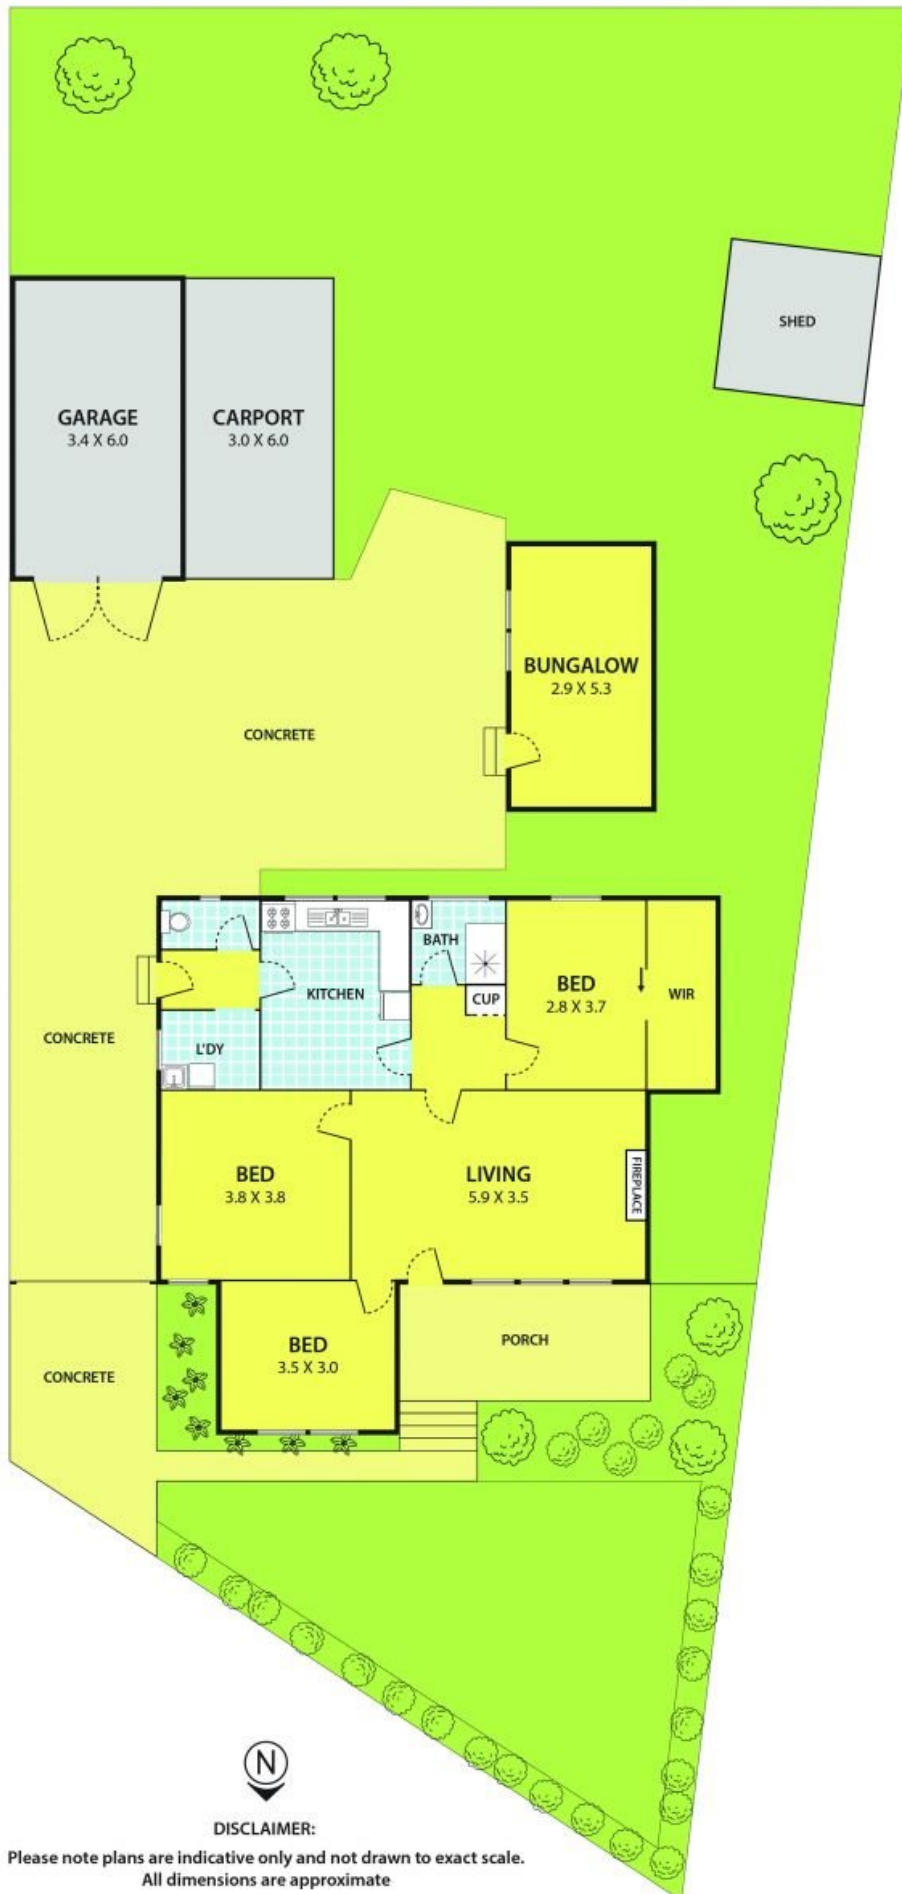 SHED
GARAGE
3.4 X 6.0
CARPORT
3.0 X 6.0
BUNGALOW
2.9 X 5.3
CONCRETE
BATH
KITCHEN
CUP
BED
2.8 X 3.7
WIR
CONCRETE
L'DY
BED
3.8 X 3.8
LIVING
5.9 X 3.5
FIREPLACE
BED
3.5 X 3.0
PORCH
CONCRETE
N
DISCLAIMER:
Please note plans are indicative only and not drawn to exact scale.
All dimensions are approximate